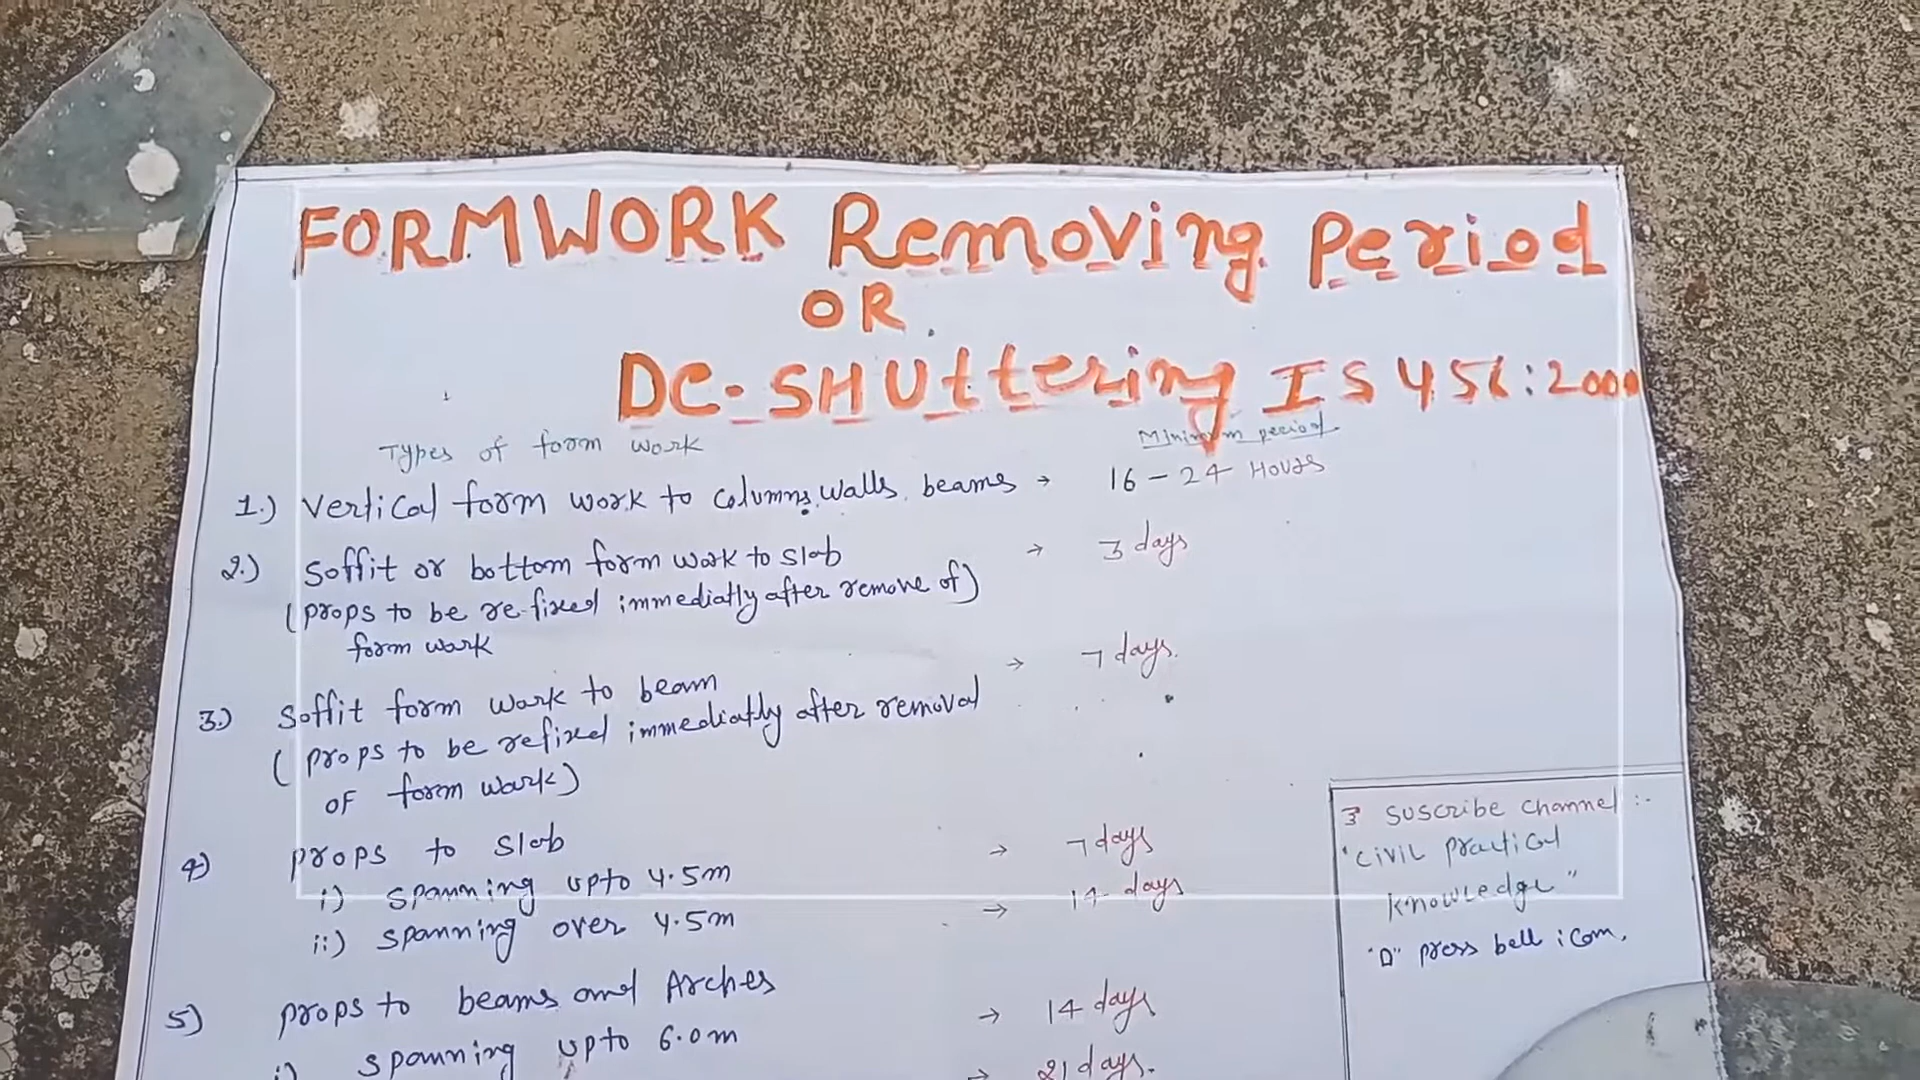 FORMWORK Removing Period
OR
DE-SHUttering IS 456:2000
Types of form work
Minimum period
1.) Vertical form work to columns, walls, beams → 16 - 24 Hours
2.) Soffit or bottom form work to slab → 3 days
(props to be re-fixed immediatly after remove of)
form work
3.) Soffit form work to beam → 7 days.
(props to be refixed immediatly after removal
OF form work)
4) props to slab
i) spanning upto 4.5m → 7 days
ii) spanning over 4.5m → 14 days
5) props to beams and Arches
i) spanning upto 6.0m → 14 days
→ 21 days.
suscribe channel :-
"civil practical
knowledge"
"🔔" press bell icom.